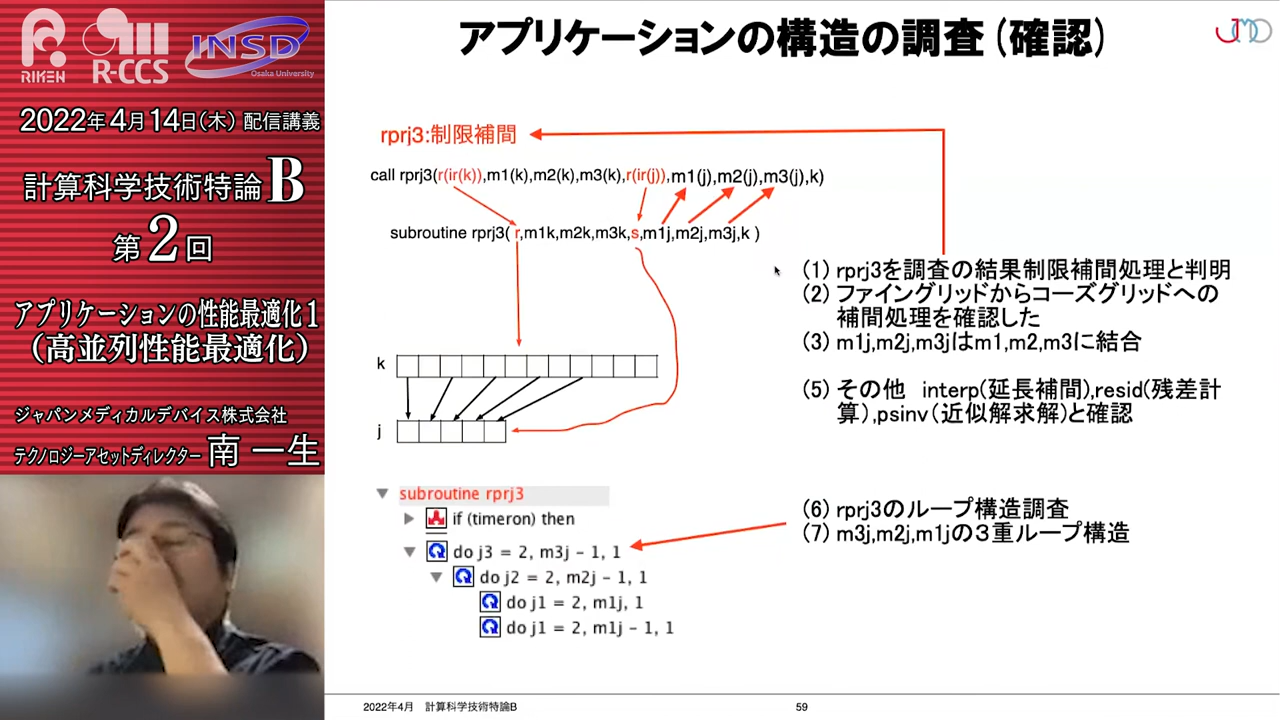 RIKEN
R-CCS
INSD
Osaka University
2022年4月14日(木) 配信講義
計算科学技術特論B
第2回
アプリケーションの性能最適化1
(高並列性能最適化)
ジャパンメディカルデバイス株式会社
テクノロジーアセットディレクター 南 一生
アプリケーションの構造の調査(確認)
JMD
rprj3:制限補間
call rprj3(r(ir(k)),m1(k),m2(k),m3(k),r(ir(j)),m1(j),m2(j),m3(j),k)
subroutine rprj3( r,m1k,m2k,m3k,s,m1j,m2j,m3j,k )
k
j
(1) rprj3を調査の結果制限補間処理と判明
(2) ファイングリッドからコーズグリッドへの
補間処理を確認した
(3) m1j,m2j,m3jはm1,m2,m3に結合
(5) その他 interp(延長補間),resid(残差計
算),psinv(近似解求解)と確認
subroutine rprj3
if (timeron) then
do j3 = 2, m3j - 1, 1
do j2 = 2, m2j - 1, 1
do j1 = 2, m1j, 1
do j1 = 2, m1j - 1, 1
(6) rprj3のループ構造調査
(7) m3j,m2j,m1jの3重ループ構造
2022年4月 計算科学技術特論B
59